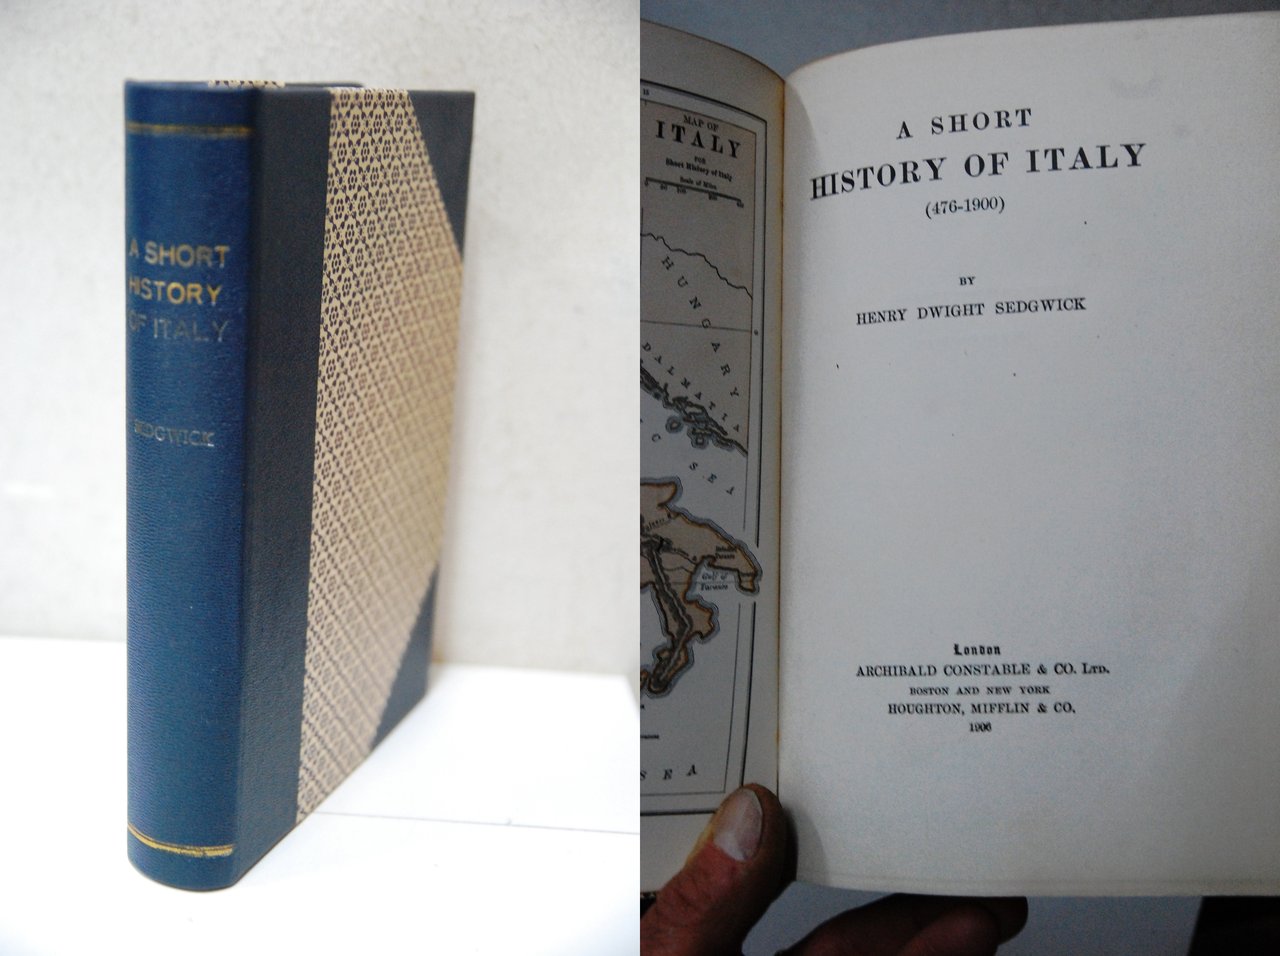 A SHORT
HISTORY
OF ITALY
SEDGWICK
MAP OF
ITALY
FOR
Short History of Italy
Scale of Miles
HUNGARY
DALMATIA
C SEA
Gulf of
Taranto
SEA
A SHORT
HISTORY OF ITALY
(476-1900)
BY
HENRY DWIGHT SEDGWICK
London
ARCHIBALD CONSTABLE & CO. LTD.
BOSTON AND NEW YORK
HOUGHTON, MIFFLIN & CO.
1906